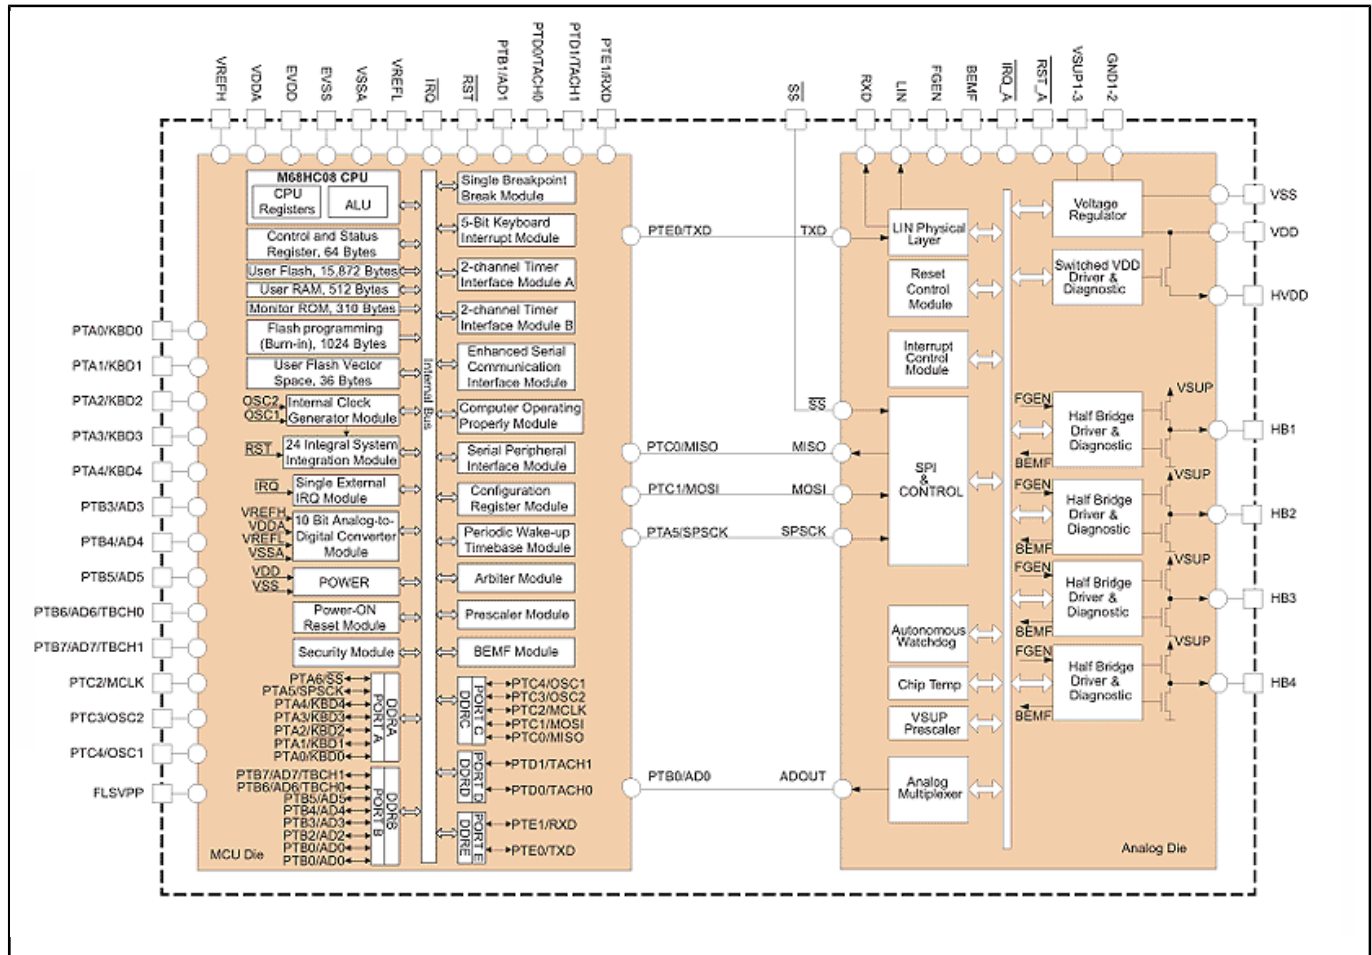 VREFH
VDDA
EVDD
EVSS
VSSA
VREFL
IRQ
RST
PTB1/AD1
PTD0/TACH0
PTD1/TACH1
PTE1/RXD
SS
RXD
LIN
FGEN
BEMF
IRQ_A
RST_A
VSUP1-3
GND1-2
PTA0/KBD0
PTA1/KBD1
PTA2/KBD2
PTA3/KBD3
PTA4/KBD4
PTB3/AD3
PTB4/AD4
PTB5/AD5
PTB6/AD6/TBCH0
PTB7/AD7/TBCH1
PTC2/MCLK
PTC3/OSC2
PTC4/OSC1
FLSVPP
M68HC08 CPU
CPU
Registers
ALU
Control and Status
Register, 64 Bytes
User Flash, 15,872 Bytes
User RAM, 512 Bytes
Monitor ROM, 310 Bytes
Flash programming
(Burn-in), 1024 Bytes
User Flash Vector
Space, 36 Bytes
OSC2
OSC1
Internal Clock
Generator Module
RST
24 Integral System
Integration Module
IRQ
Single External
IRQ Module
VREFH
VDDA
VREFL
VSSA
10 Bit Analog-to-
Digital Converter
Module
VDD
VSS
POWER
Power-ON
Reset Module
Security Module
PTA6/SS
PTA5/SPSCK
PTA4/KBD4
PTA3/KBD3
PTA2/KBD2
PTA1/KBD1
PTA0/KBD0
PORT A
DDRA
PTB7/AD7/TBCH1
PTB6/AD6/TBCH0
PTB5/AD5
PTB4/AD4
PTB3/AD3
PTB2/AD2
PTB0/AD0
PTB0/AD0
PORT B
DDRB
MCU Die
Internal Bus
Single Breakpoint
Break Module
5-Bit Keyboard
Interrupt Module
2-channel Timer
Interface Module A
2-channel Timer
Interface Module B
Enhanced Serial
Communication
Interface Module
Computer Operating
Properly Module
Serial Peripheral
Interface Module
Configuration
Register Module
Periodic Wake-up
Timebase Module
Arbiter Module
Prescaler Module
BEMF Module
DDRC
PORT C
PTC4/OSC1
PTC3/OSC2
PTC2/MCLK
PTC1/MOSI
PTC0/MISO
DDRD
PORT D
PTD1/TACH1
PTD0/TACH0
DDRE
PORT E
PTE1/RXD
PTE0/TXD
PTE0/TXD
TXD
SS
PTC0/MISO
MISO
PTC1/MOSI
MOSI
PTA5/SPSCK
SPSCK
PTB0/AD0
ADOUT
LIN Physical
Layer
Reset
Control
Module
Interrupt
Control
Module
SPI
&
CONTROL
Autonomous
Watchdog
Chip Temp
VSUP
Prescaler
Analog
Multiplexer
Voltage
Regulator
Switched VDD
Driver &
Diagnostic
VSUP
FGEN
BEMF
Half Bridge
Driver &
Diagnostic
VSUP
FGEN
BEMF
Half Bridge
Driver &
Diagnostic
VSUP
FGEN
BEMF
Half Bridge
Driver &
Diagnostic
VSUP
FGEN
BEMF
Half Bridge
Driver &
Diagnostic
Analog Die
VSS
VDD
HVDD
HB1
HB2
HB3
HB4